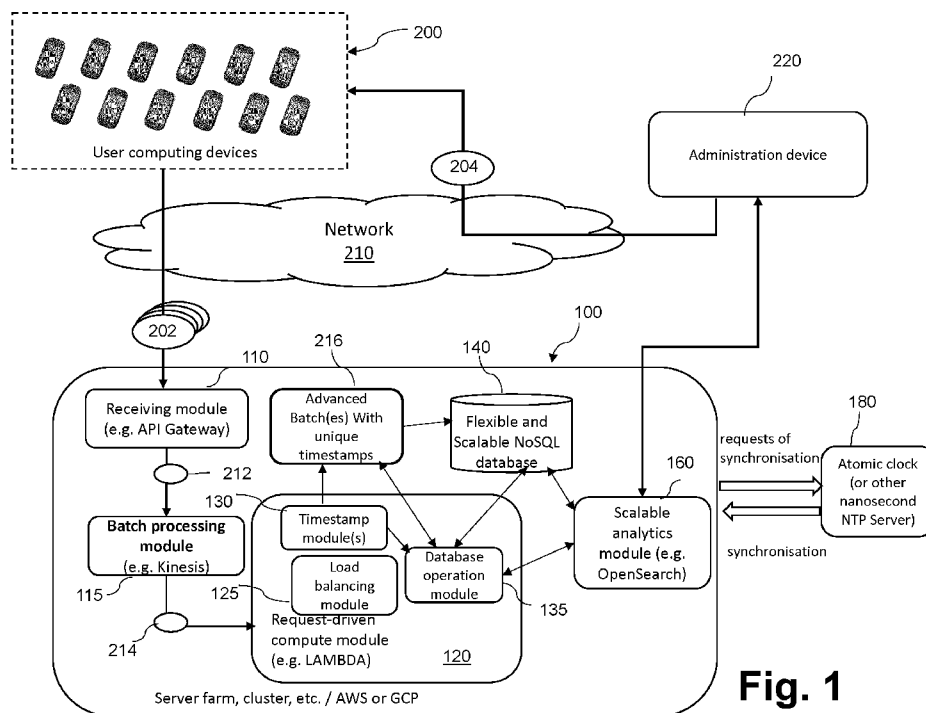 200
User computing devices
220
Administration device
204
Network
210
202
100
110
216
140
Receiving module
(e.g. API Gateway)
Advanced
Batch(es) With
unique
timestamps
Flexible and
Scalable NoSQL
database
180
requests of
synchronisation
Atomic clock
(or other
nanosecond
NTP Server)
synchronisation
212
160
Scalable
analytics
module (e.g.
OpenSearch)
130
Timestamp
module(s)
Batch processing
module
(e.g. Kinesis)
115
Load
balancing
module
125
Database
operation
module
135
214
Request-driven
compute module
(e.g. LAMBDA)
120
Server farm, cluster, etc. / AWS or GCP
Fig. 1